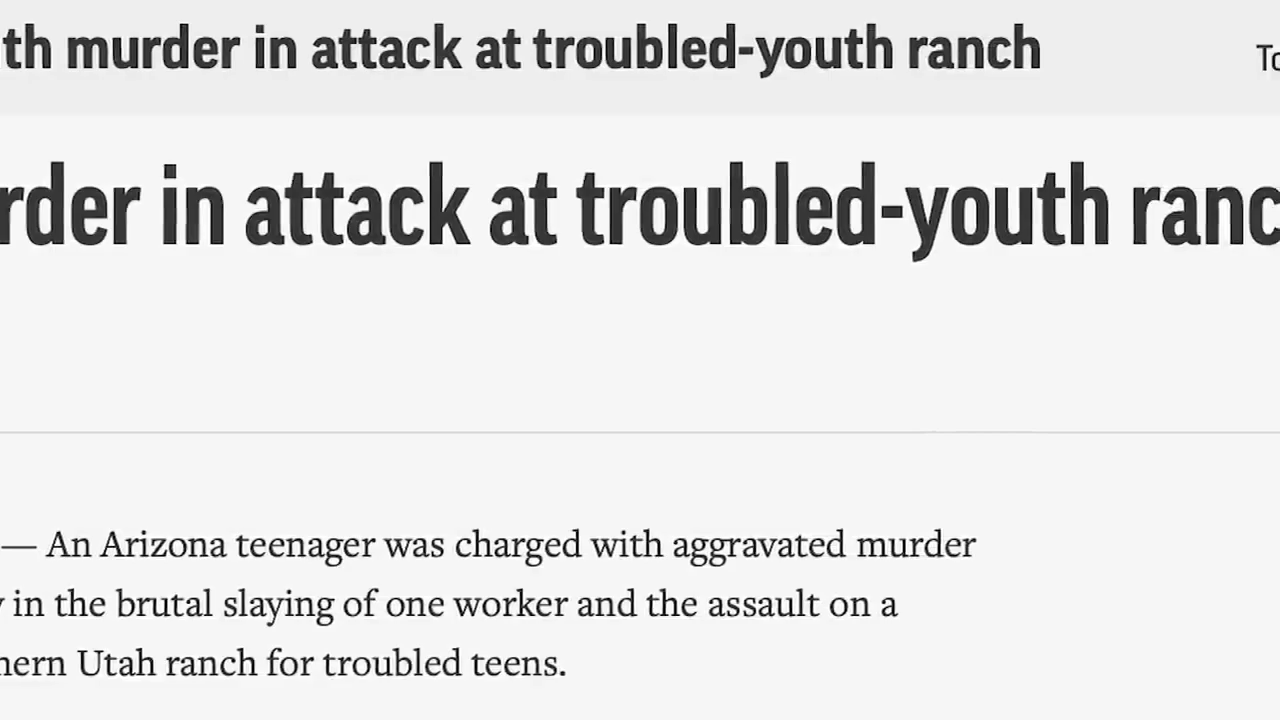 th murder in attack at troubled-youth ranch
rder in attack at troubled-youth ranc
— An Arizona teenager was charged with aggravated murder
in the brutal slaying of one worker and the assault on a
hern Utah ranch for troubled teens.